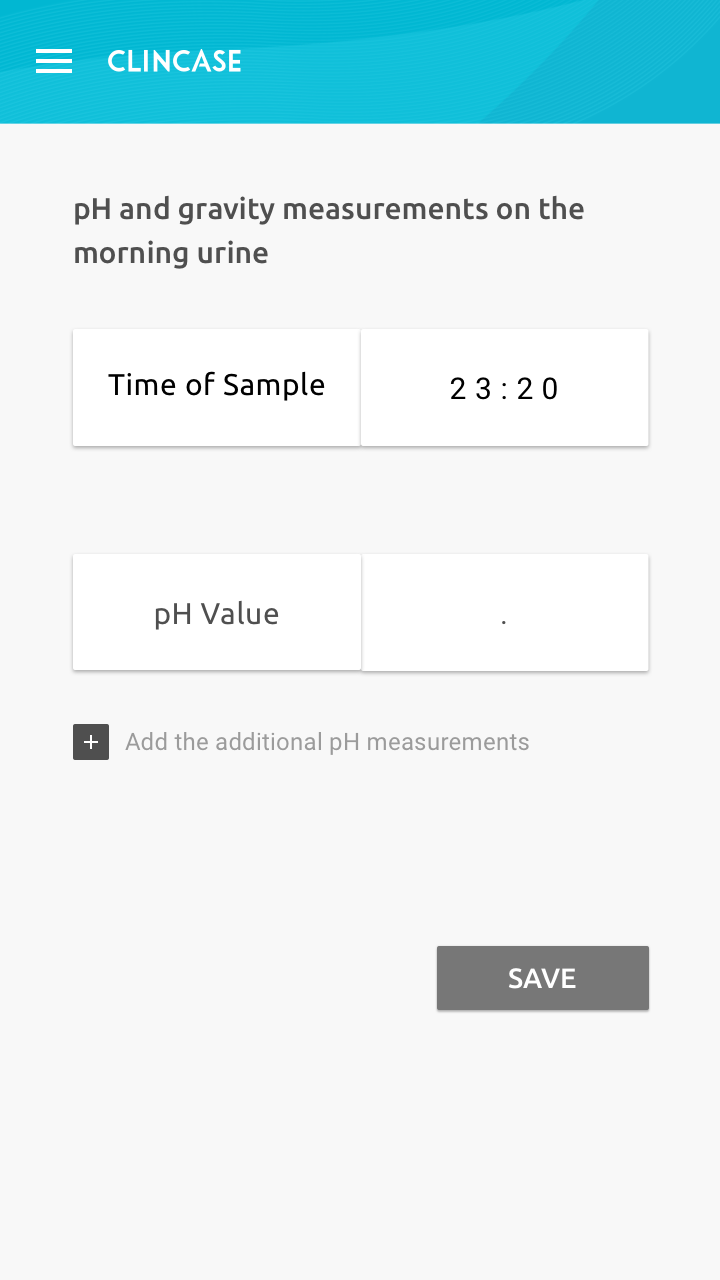 CLINCASE
pH and gravity measurements on the
morning urine
Time of Sample
23:20
pH Value
.
Add the additional pH measurements
SAVE